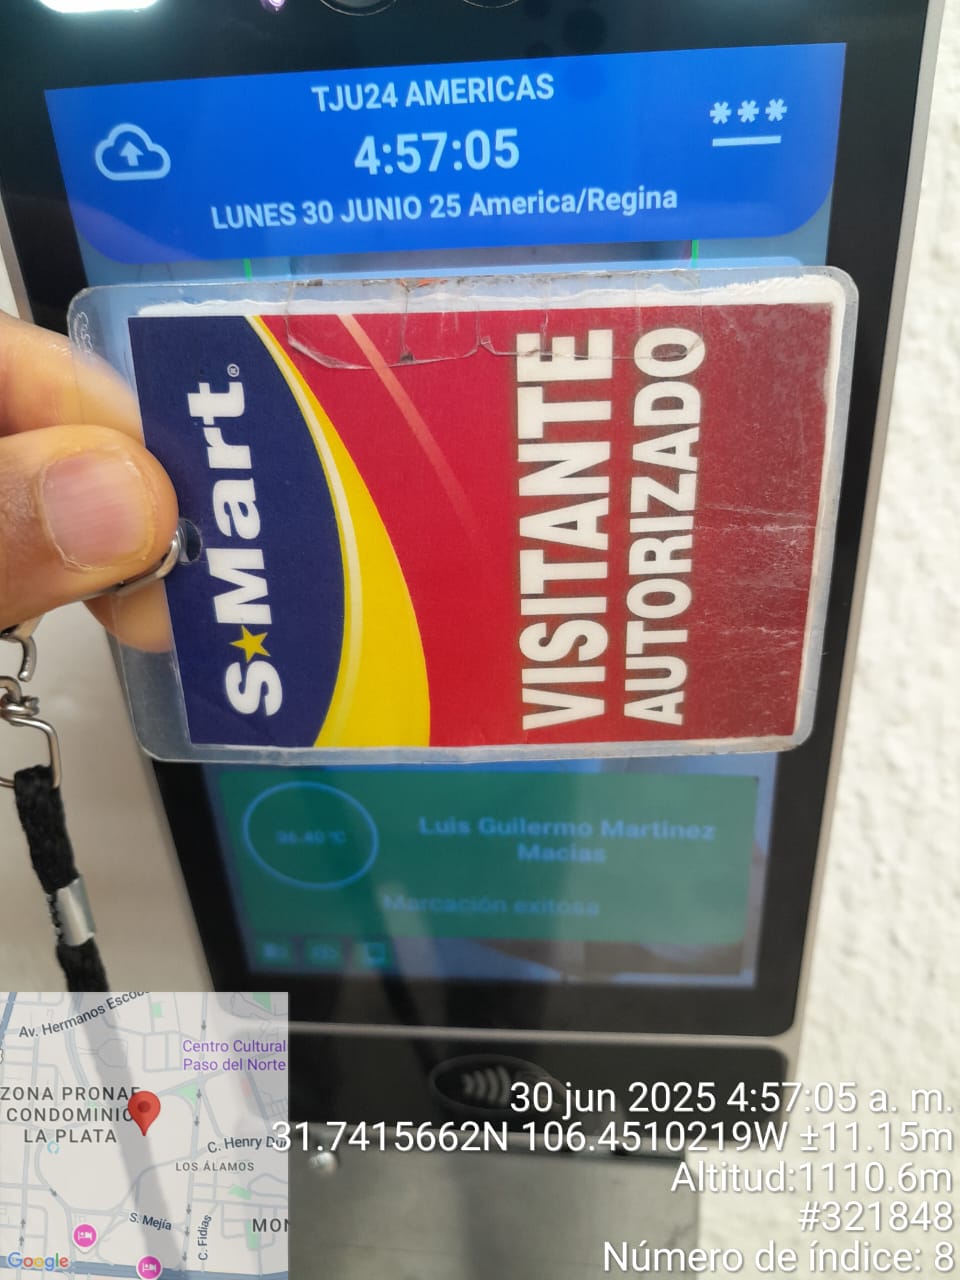 TJU24 AMERICAS
***
4:57:05
LUNES 30 JUNIO 25 America/Regina
S Mart®
VISITANTE
AUTORIZADO
36.40 °C
Luis Guilermo Martinez
Macias
Marcación exitosa
Av. Hermanos Escob
Centro Cultural
Paso del Norte
ZONA PRONAF
CONDOMINIO
LA PLATA
C. Henry Du
LOS ÁLAMOS
S. Mejía
C. Fidias
MON
Google
30 jun 2025 4:57:05 a. m.
31.7415662N 106.4510219W ±11.15m
Altitud:1110.6m
#321848
Número de índice: 8